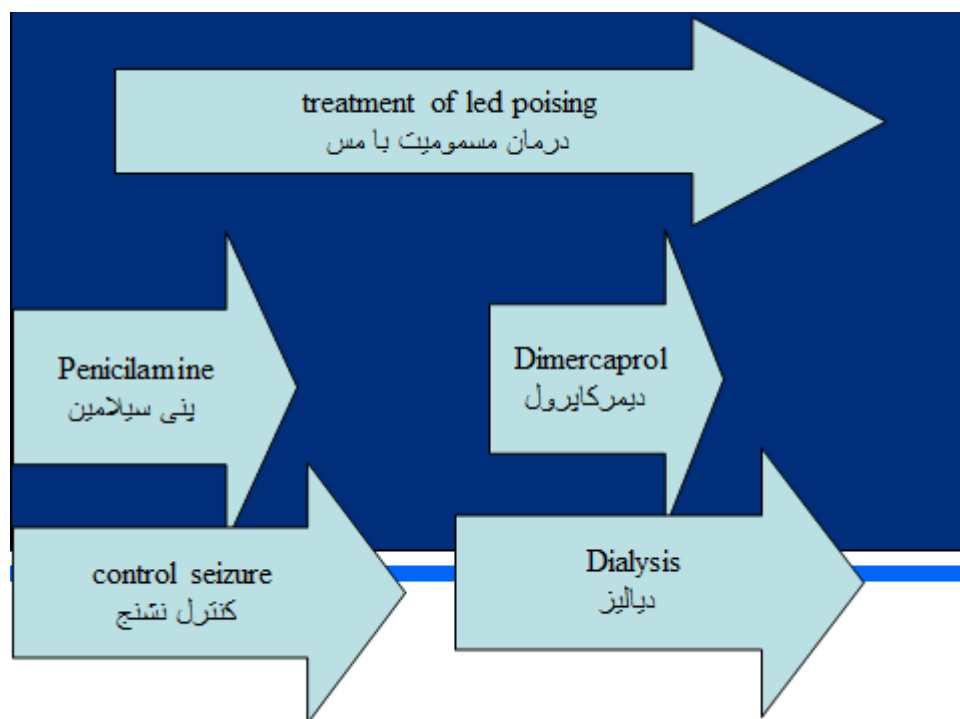 treatment of led poising
درمان مسمومیت با مس
Penicilamine
پنی سیلامین
Dimercaprol
دیمرکاپرول
control seizure
کنترل تشنج
Dialysis
دیالیز